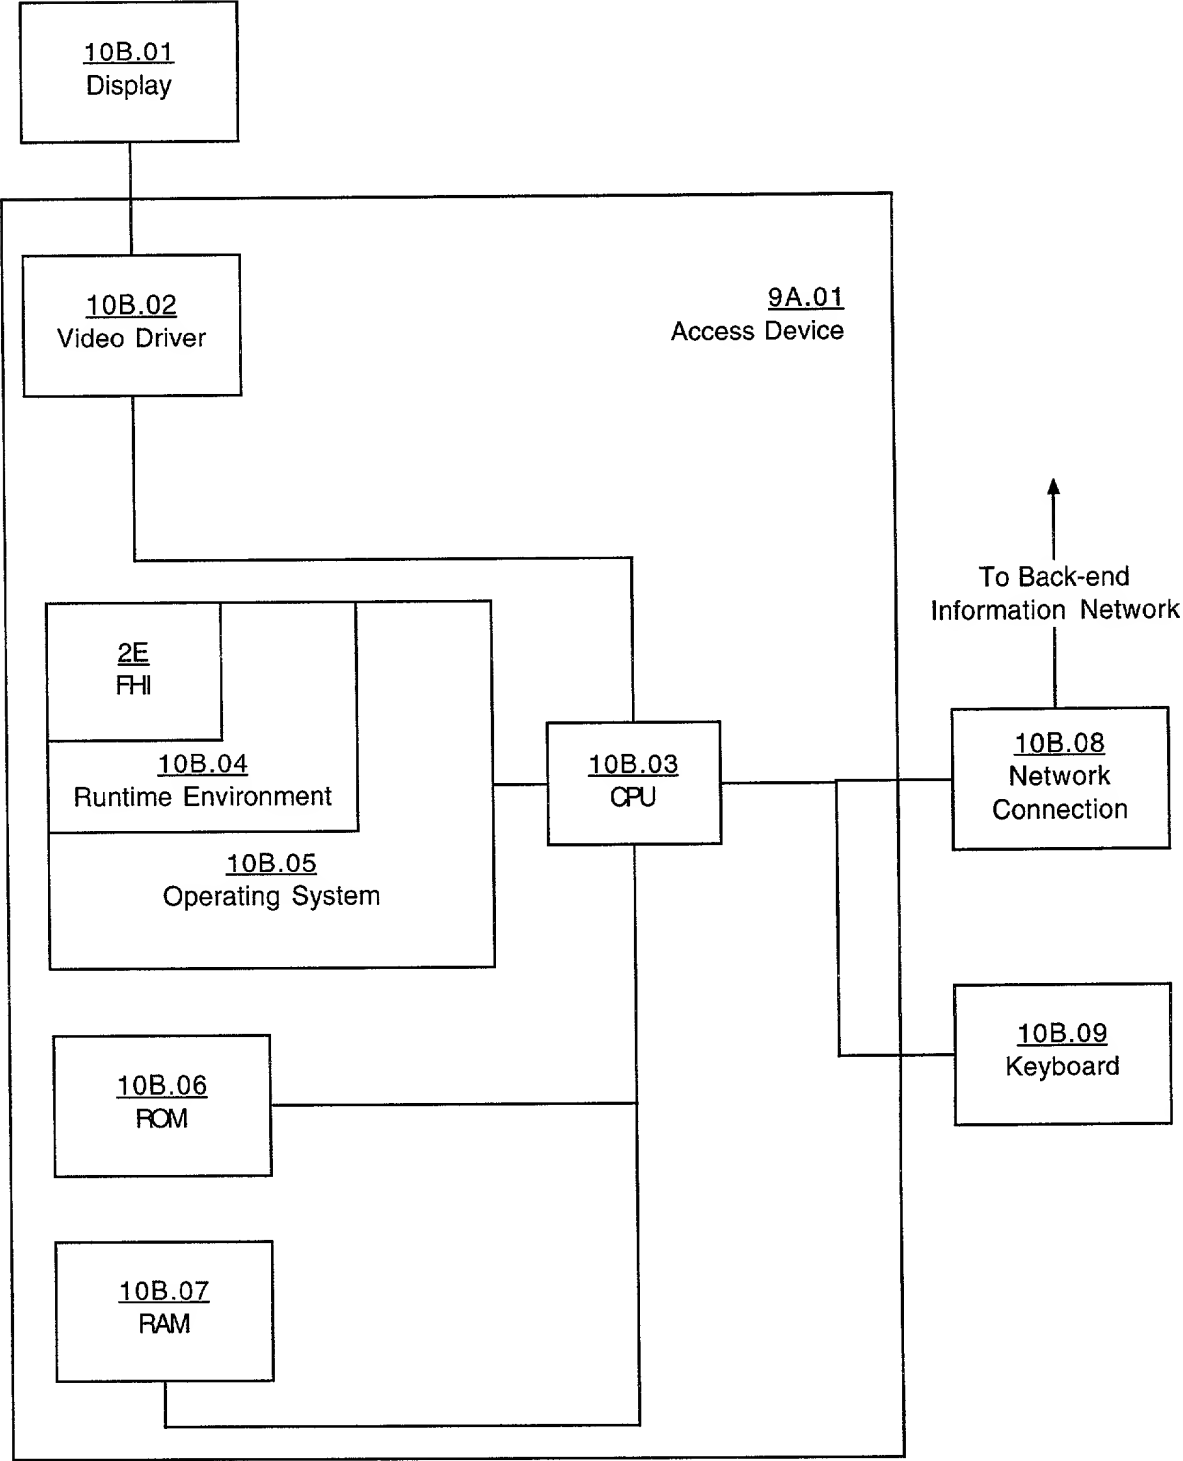 10B.01
Display
10B.02
Video Driver
9A.01
Access Device
To Back-end
Information Network
2E
FHI
10B.04
Runtime Environment
10B.05
Operating System
10B.03
CPU
10B.08
Network
Connection
10B.09
Keyboard
10B.06
ROM
10B.07
RAM